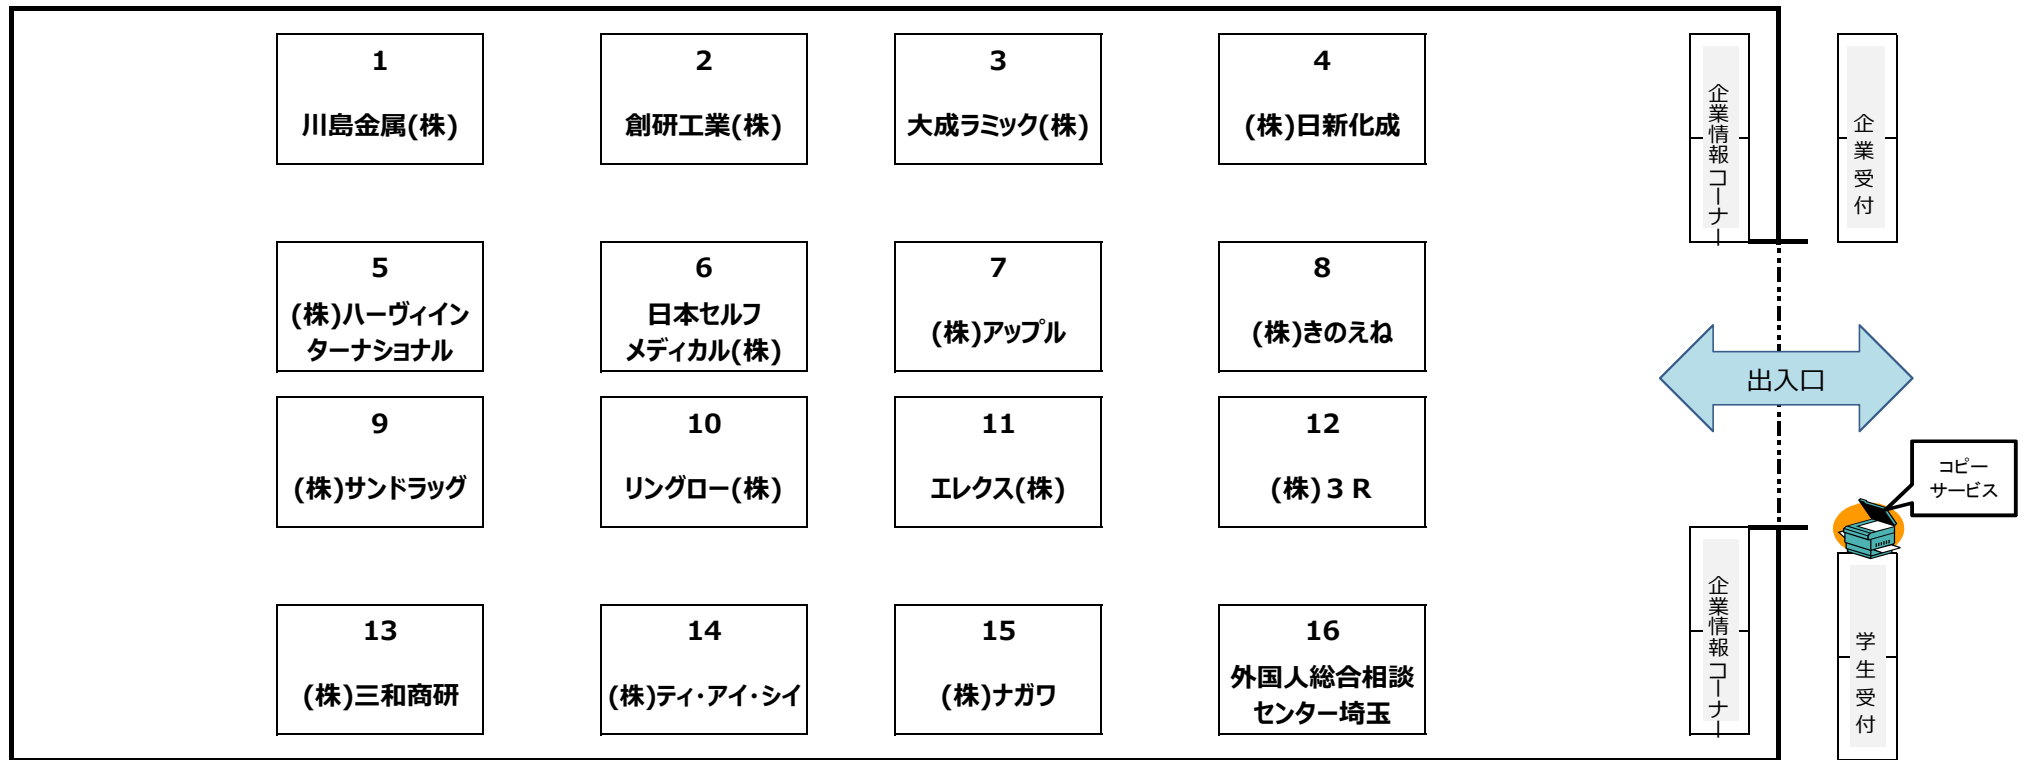 1
川島金属(株)
2
創研工業(株)
3
大成ラミック(株)
4
(株)日新化成
企業情報コーナー
企業受付
5
(株)ハーヴィイン
ターナショナル
6
日本セルフ
メディカル(株)
7
(株)アップル
8
(株)きのえね
出入口
9
(株)サンドラッグ
10
リングロー(株)
11
エレクス(株)
12
(株)３Ｒ
コピー
サービス
13
(株)三和商研
14
(株)ティ・アイ・シイ
15
(株)ナガワ
16
外国人総合相談
センター埼玉
企業情報コーナー
学生受付